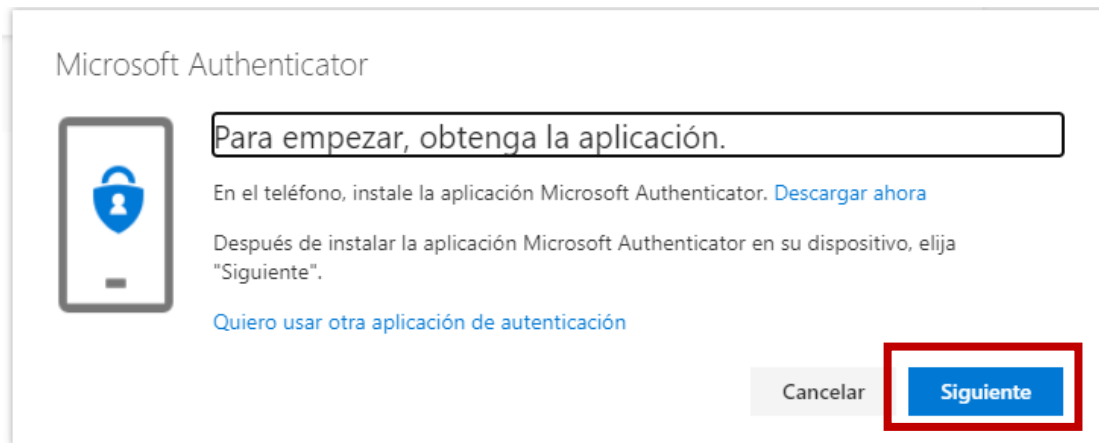 Microsoft Authenticator
Para empezar, obtenga la aplicación.
En el teléfono, instale la aplicación Microsoft Authenticator. Descargar ahora
Después de instalar la aplicación Microsoft Authenticator en su dispositivo, elija
"Siguiente".
Quiero usar otra aplicación de autenticación
Cancelar
Siguiente